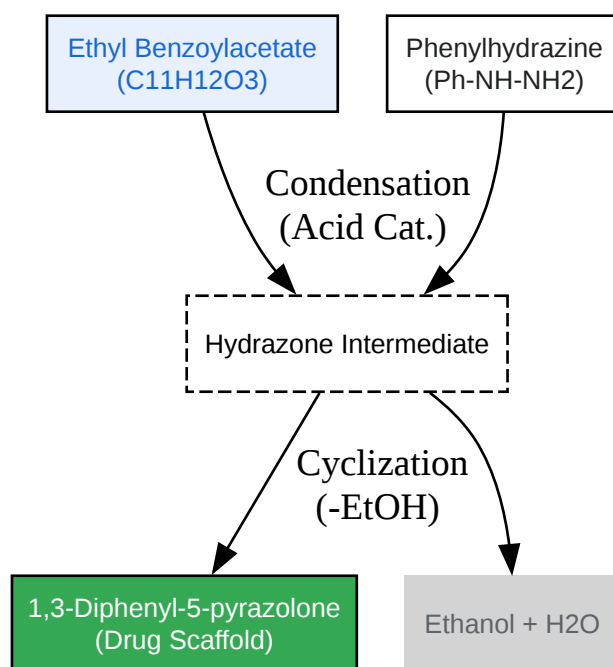 Ethyl Benzoylacetate
(C11H12O3)
Phenylhydrazine
(Ph-NH-NH2)
Condensation
(Acid Cat.)
Hydrazone Intermediate
Cyclization
(-EtOH)
1,3-Diphenyl-5-pyrazolone
(Drug Scaffold)
Ethanol + H2O